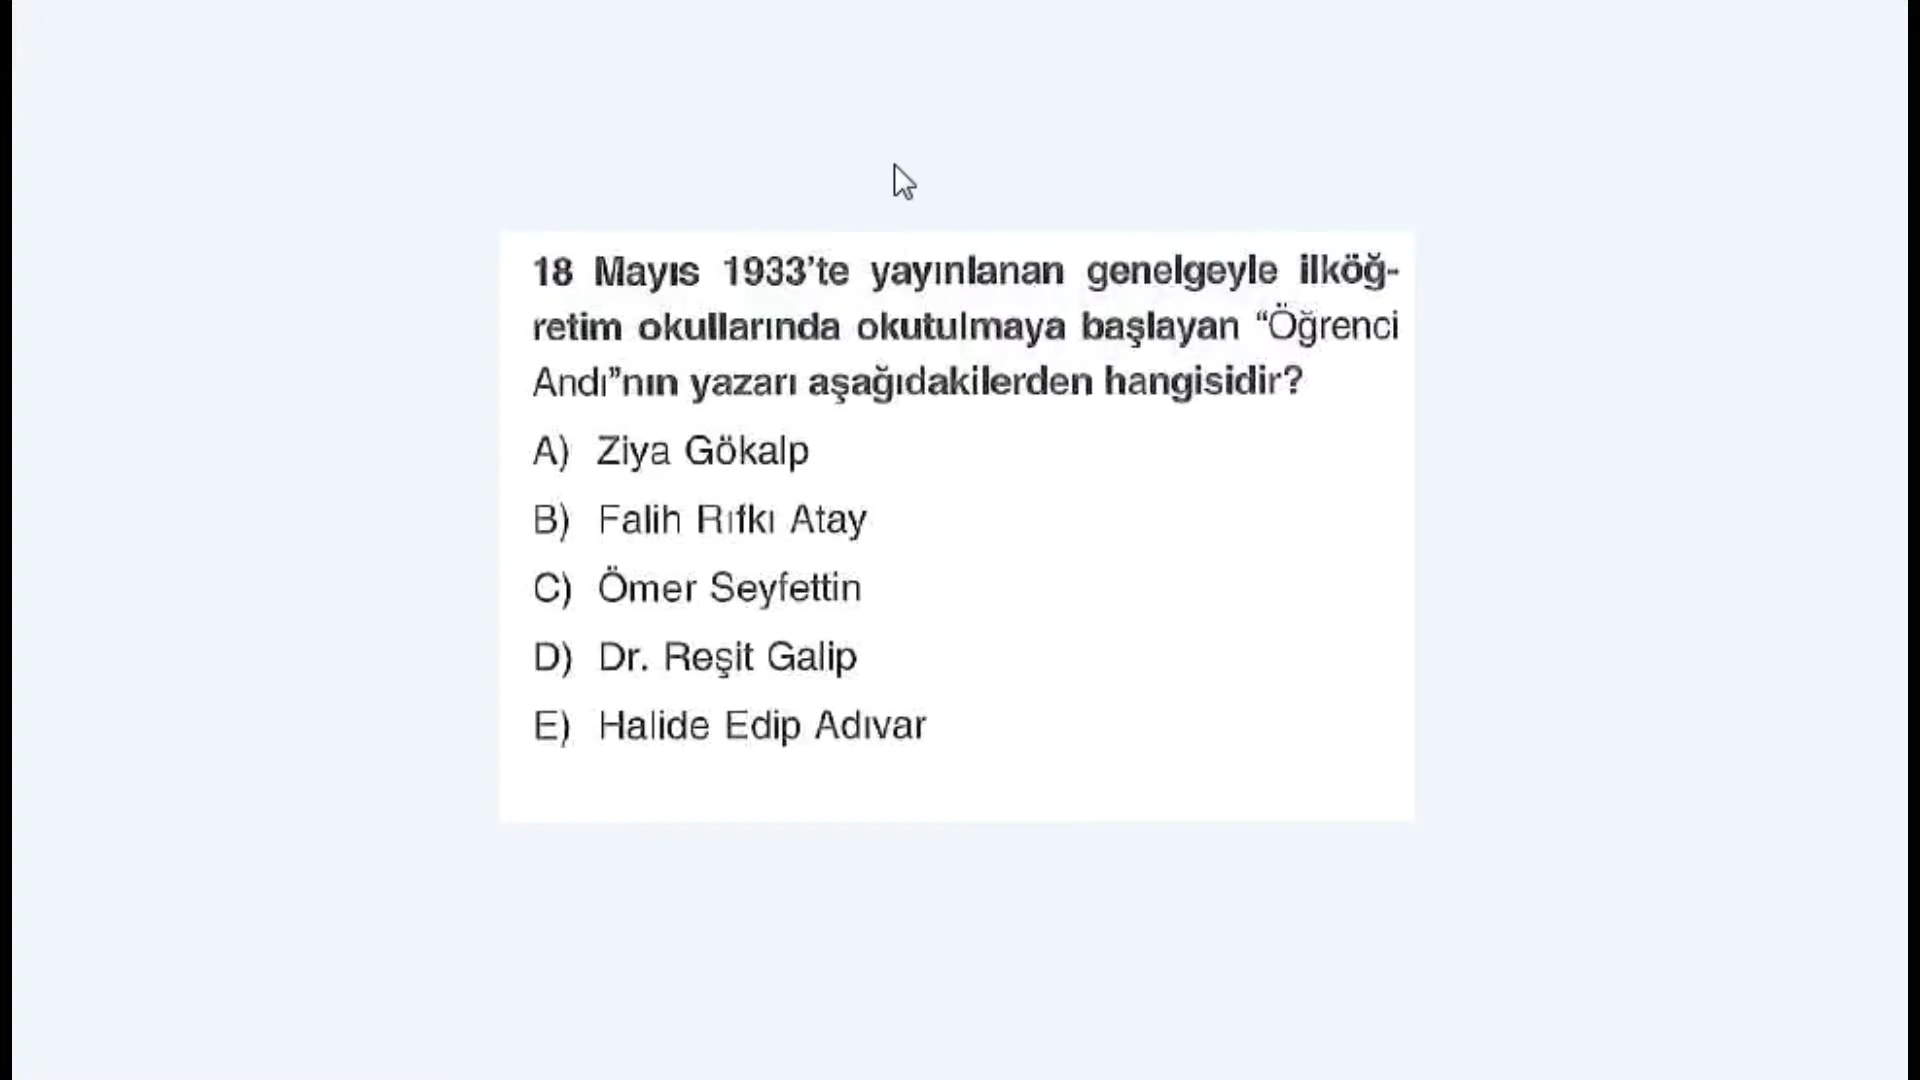 18 Mayıs 1933’te yayınlanan genelgeyle ilköğ-
retim okullarında okutulmaya başlayan “Öğrenci
Andı”nın yazarı aşağıdakilerden hangisidir?
A) Ziya Gökalp
B) Falih Rıfkı Atay
C) Ömer Seyfettin
D) Dr. Reşit Galip
E) Halide Edip Adıvar